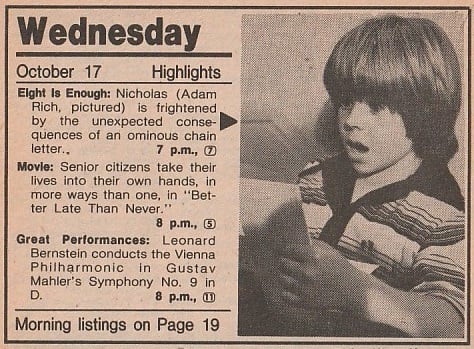 Wednesday
October 17 Highlights
Eight Is Enough: Nicholas (Adam
Rich, pictured) is frightened
by the unexpected conse-
quences of an ominous chain
letter. 7 p.m., ⑦
Movie: Senior citizens take their
lives into their own hands, in
more ways than one, in "Bet-
ter Late Than Never."
8 p.m., ⑤
Great Performances: Leonard
Bernstein conducts the Vienna
Philharmonic in Gustav
Mahler's Symphony No. 9 in
D. 8 p.m., ⑪
Morning listings on Page 19